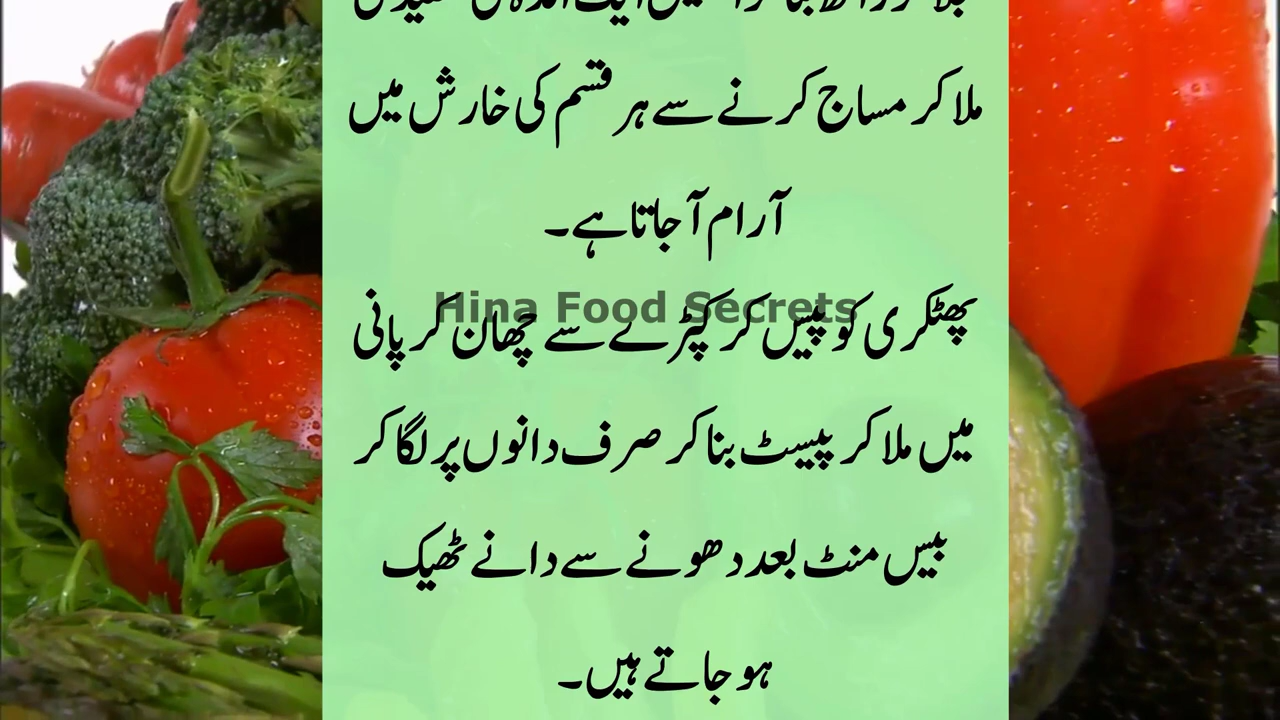 ملا کر مساج کرنے سے ہر قسم کی خارش میں
آرام آ جاتا ہے۔
Hina Food Secrets
پھٹکری کو پیس کر کپڑے سے چھان کر پانی
میں ملا کر پیسٹ بنا کر صرف دانوں پر لگا کر
بیس منٹ بعد دھونے سے دانے ٹھیک
ہو جاتے ہیں۔